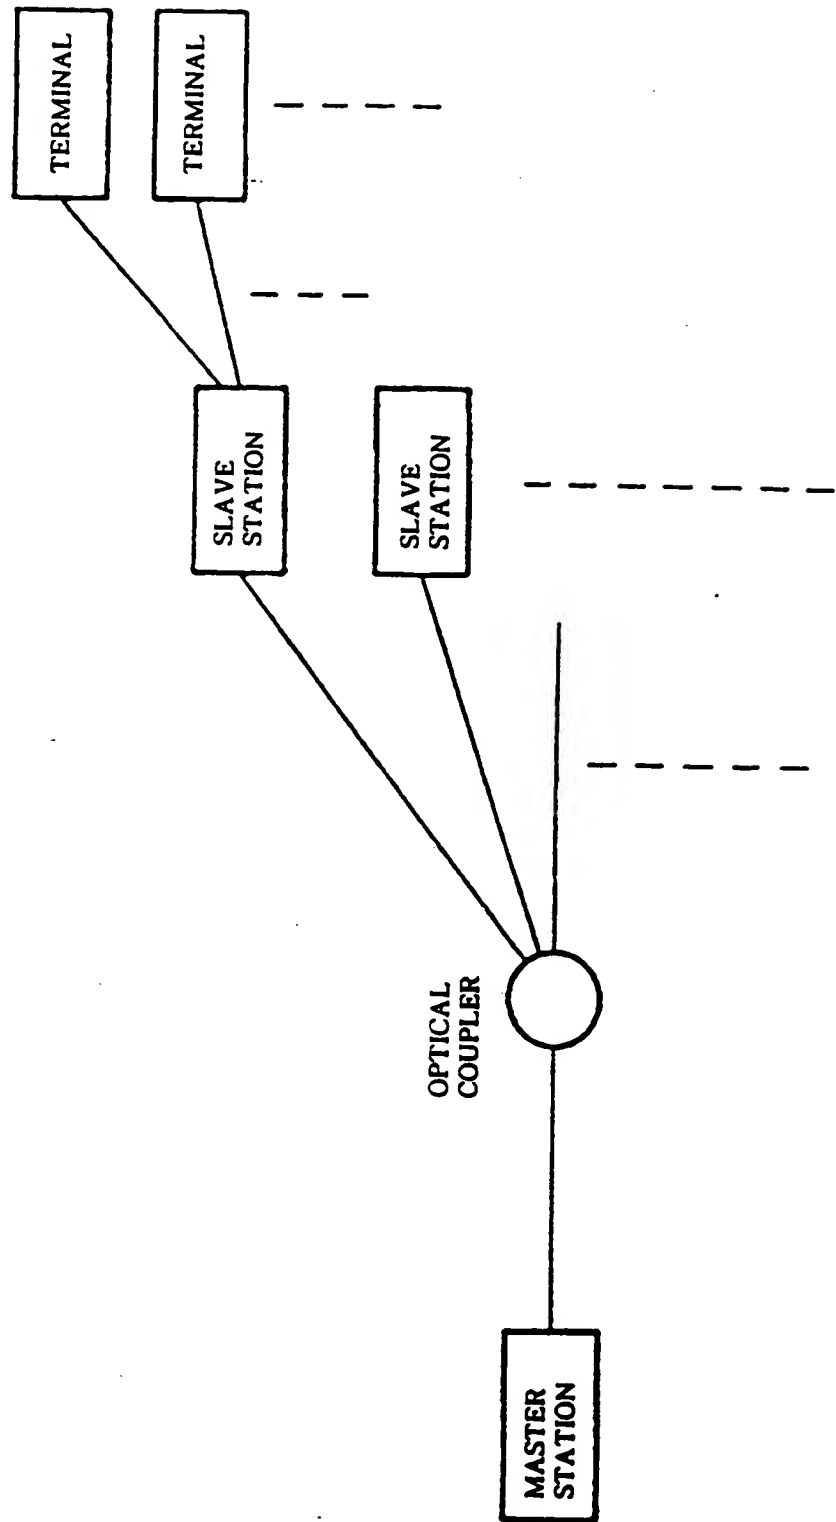 MASTER
STATION
OPTICAL
COUPLER
SLAVE
STATION
SLAVE
STATION
TERMINAL
TERMINAL